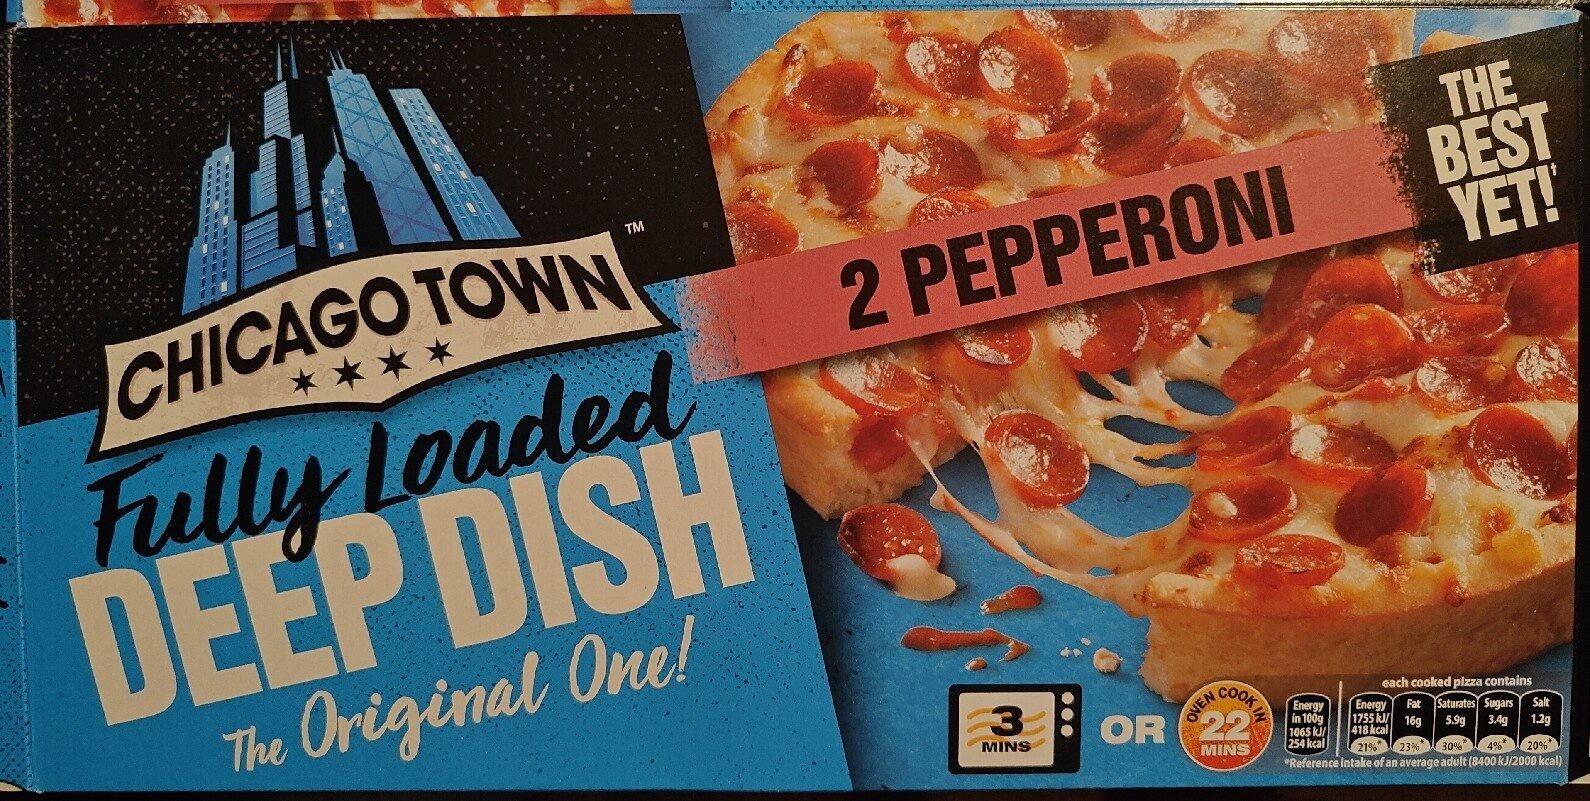 CHICAGO TOWN™
Fully Loaded
DEEP DISH
The Original One!
2 PEPPERONI
THE
BEST
YET!†
3
MINS
OR
OVEN COOK IN
22
MINS
each cooked pizza contains
Energy
in 100g
1065 kJ/
254 kcal
Energy
1755 kJ/
418 kcal
21%*
Fat
16g
23%*
Saturates
5.9g
30%*
Sugars
3.4g
4%*
Salt
1.2g
20%*
*Reference intake of an average adult (8400 kJ/2000 kcal)